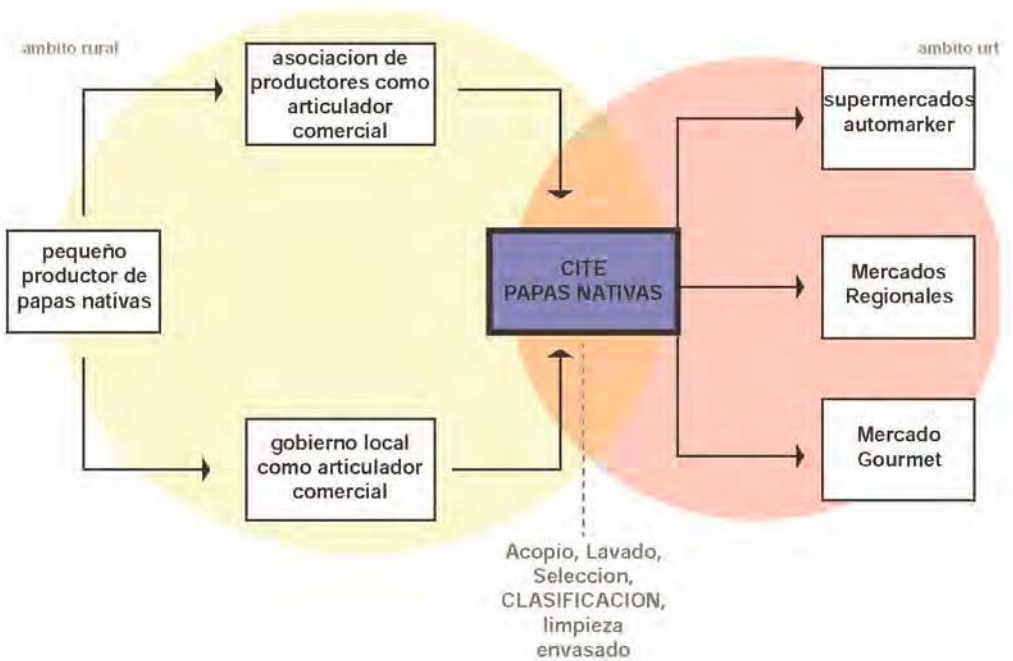 ambito rural
asociacion de
productores como
articulador
comercial
ambito urt
supermercados
automarker
pequeño
productor de
papas nativas
CITE
PAPAS NATIVAS
Mercados
Regionales
gobierno local
como articulador
comercial
Mercado
Gourmet
Acopio, Lavado,
Seleccion,
CLASIFICACION,
limpieza
envasado